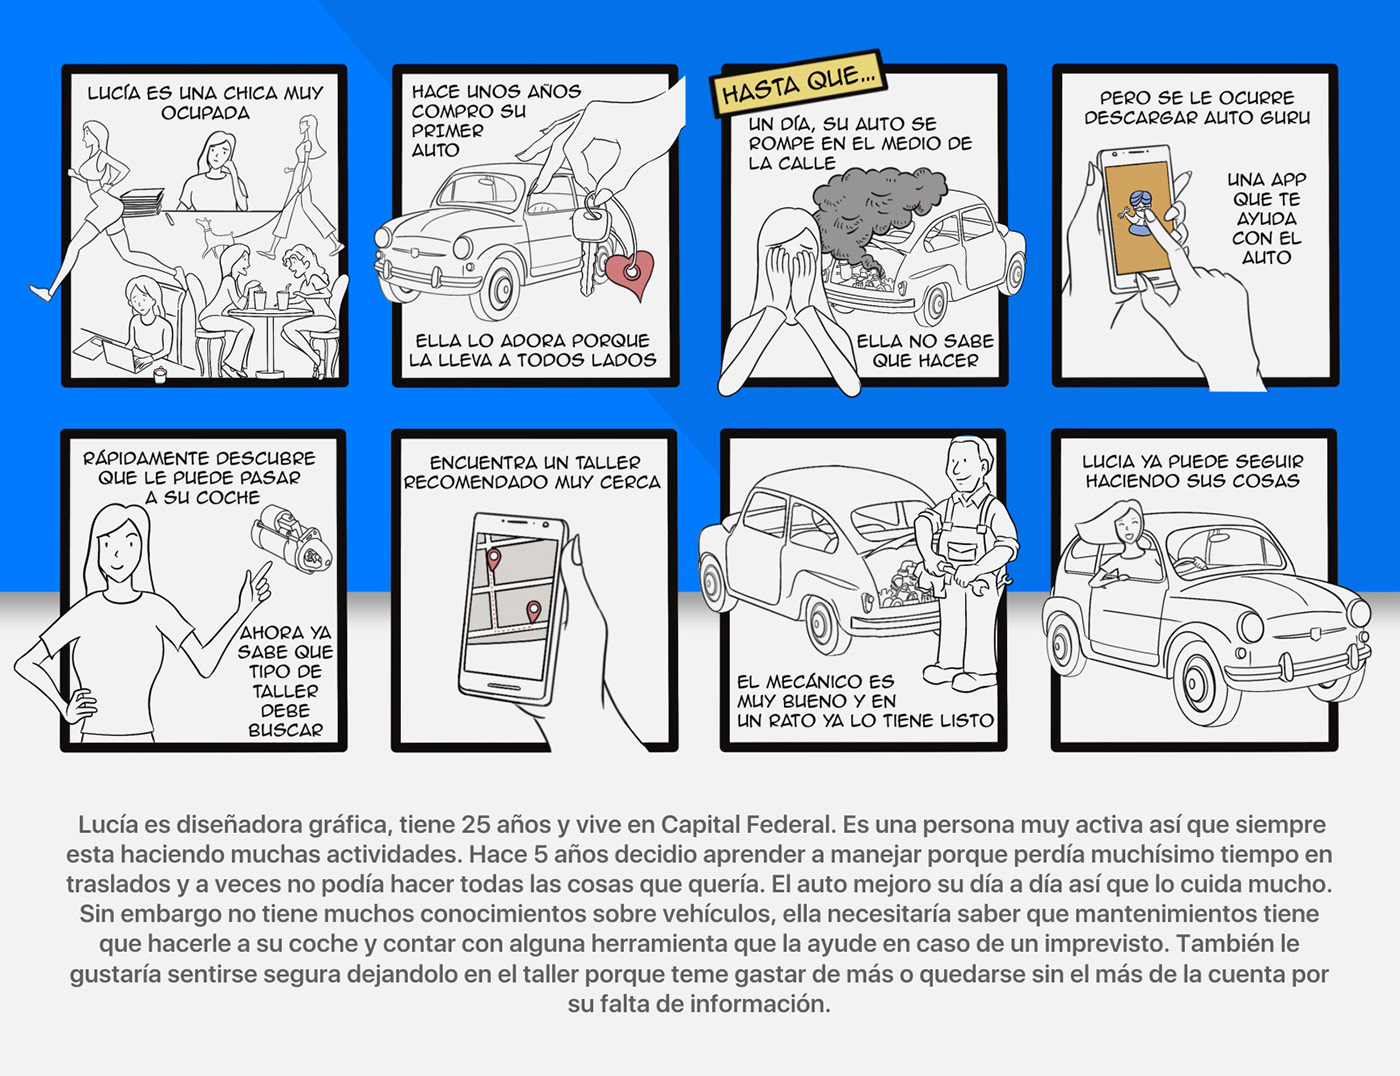 LUCÍA ES UNA CHICA MUY
OCUPADA
HACE UNOS AÑOS
COMPRO SU
PRIMER
AUTO
ELLA LO ADORA PORQUE
LA LLEVA A TODOS LADOS
HASTA QUE...
UN DÍA, SU AUTO SE
ROMPE EN EL MEDIO DE
LA CALLE
ELLA NO SABE
QUE HACER
PERO SE LE OCURRE
DESCARGAR AUTO GURU
UNA APP
QUE TE
AYUDA
CON EL
AUTO
RÁPIDAMENTE DESCUBRE
QUE LE PUEDE PASAR
A SU COCHE
AHORA YA
SABE QUE
TIPO DE
TALLER
DEBE
BUSCAR
ENCUENTRA UN TALLER
RECOMENDADO MUY CERCA
EL MECÁNICO ES
MUY BUENO Y EN
UN RATO YA LO TIENE LISTO
LUCIA YA PUEDE SEGUIR
HACIENDO SUS COSAS
Lucía es diseñadora gráfica, tiene 25 años y vive en Capital Federal. Es una persona muy activa así que siempre
esta haciendo muchas actividades. Hace 5 años decidio aprender a manejar porque perdía muchísimo tiempo en
traslados y a veces no podía hacer todas las cosas que quería. El auto mejoro su día a día así que lo cuida mucho.
Sin embargo no tiene muchos conocimientos sobre vehículos, ella necesitaría saber que mantenimientos tiene
que hacerle a su coche y contar con alguna herramienta que la ayude en caso de un imprevisto. También le
gustaría sentirse segura dejandolo en el taller porque teme gastar de más o quedarse sin el más de la cuenta por
su falta de información.